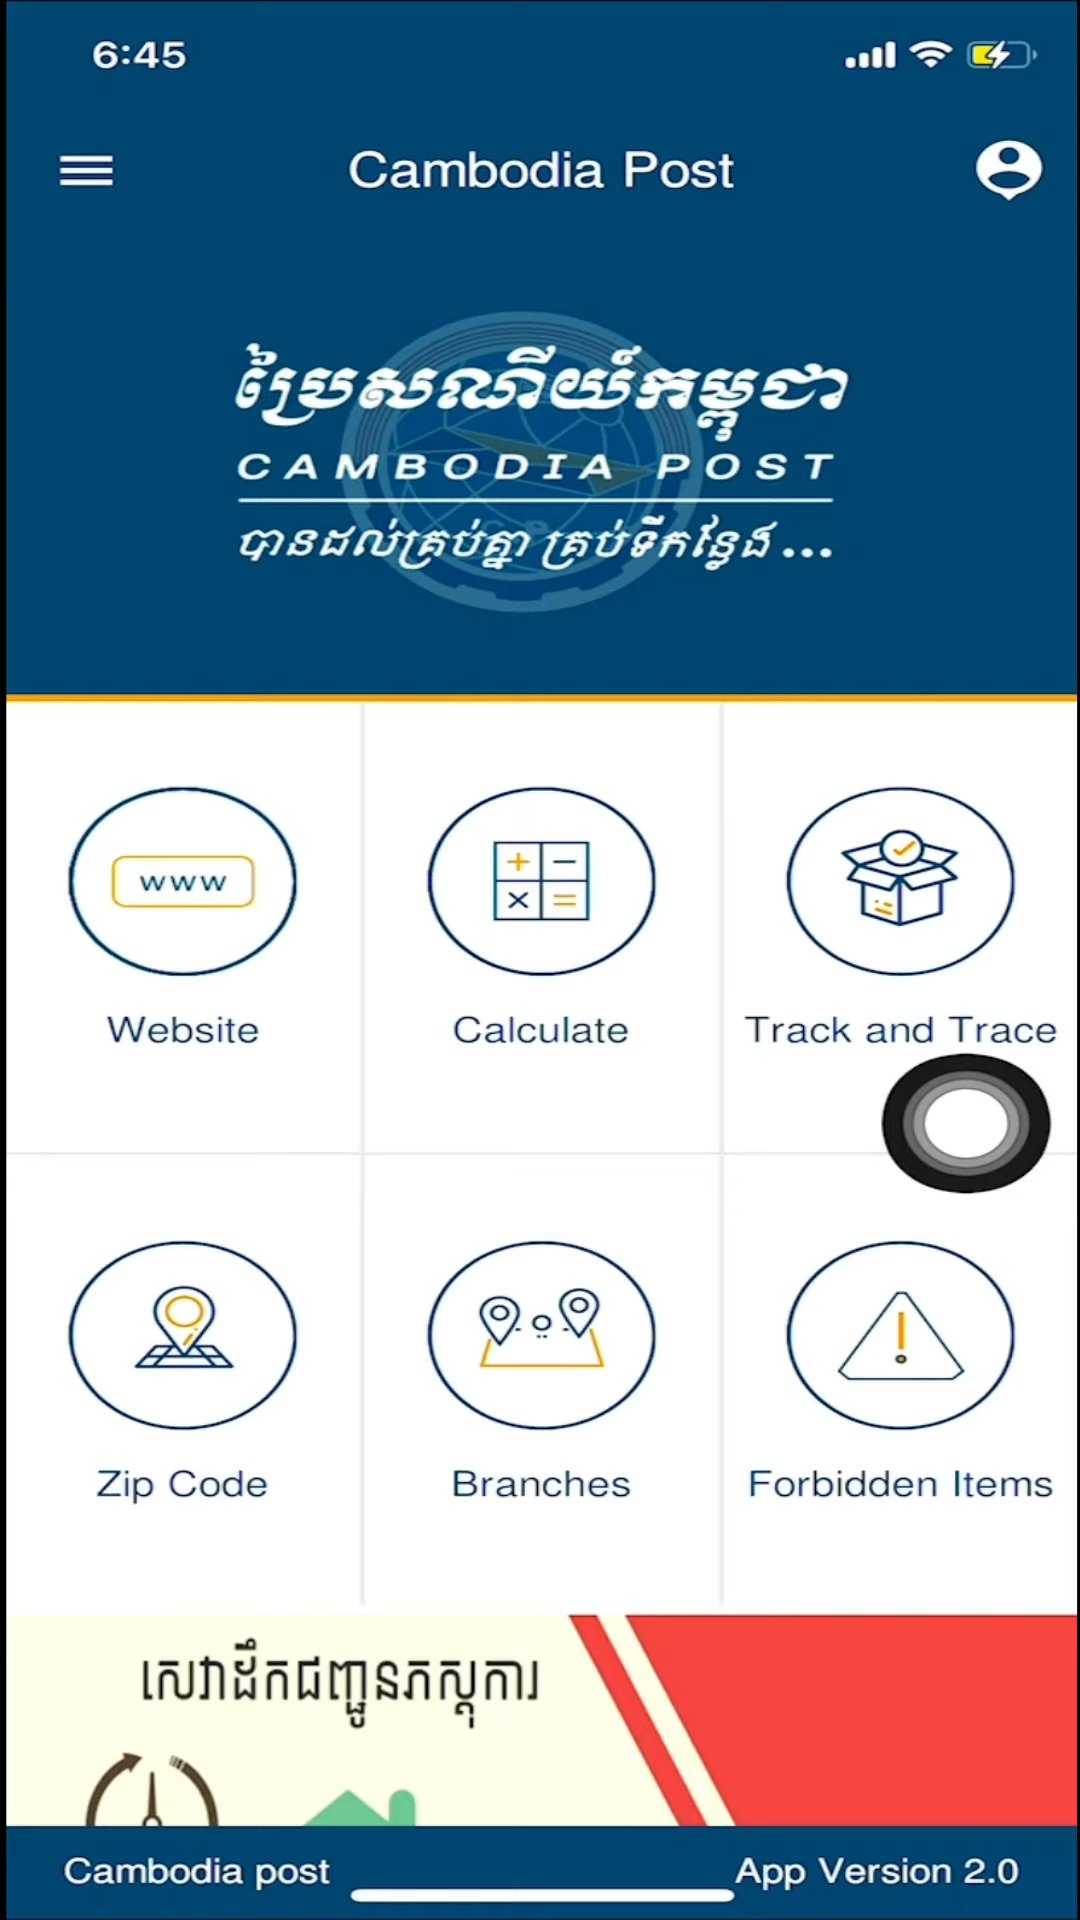 6:45
Cambodia Post
ប្រៃសណីយ៍កម្ពុជា
CAMBODIA POST
បានដល់គ្រប់គ្នា គ្រប់ទីកន្លែង...
www
Website
Calculate
Track and Trace
Zip Code
Branches
Forbidden Items
សេវាដឹកជញ្ជូនភស្តុភារ
Cambodia post
App Version 2.0